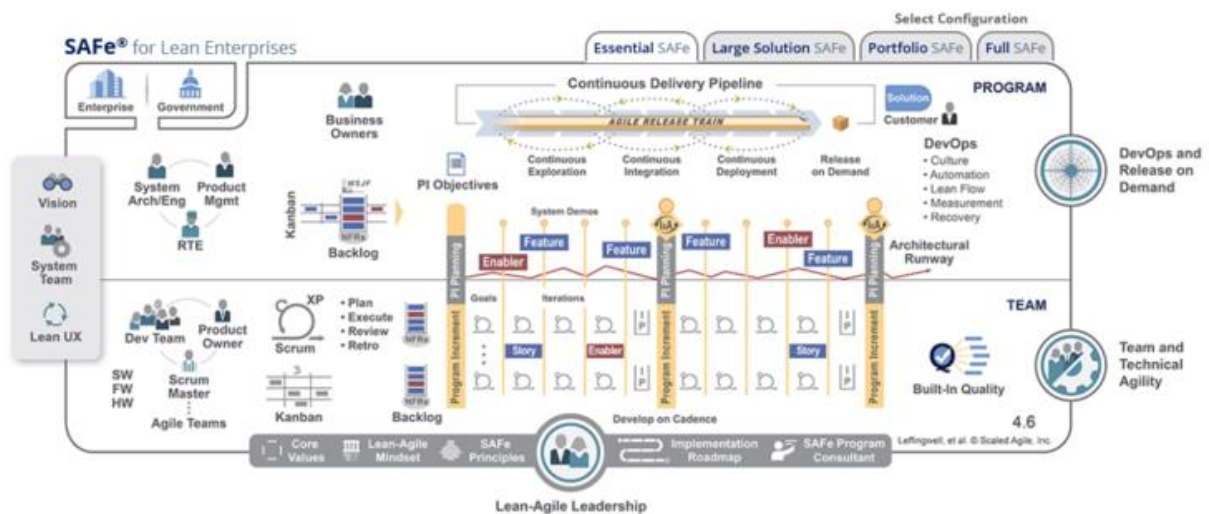 Select Configuration
SAFe® for Lean Enterprises
Essential SAFe
Large Solution SAFe
Portfolio SAFe
Full SAFe
Enterprise
Government
Business
Owners
Continuous Delivery Pipeline
AGILE RELEASE TRAIN
Continuous
Exploration
Continuous
Integration
Continuous
Deployment
Release
on Demand
Solution
Customer
PROGRAM
DevOps
• Culture
• Automation
• Lean Flow
• Measurement
• Recovery
DevOps and
Release on
Demand
Vision
System
Team
Lean UX
System
Arch/Eng
Product
Mgmt
RTE
Kanban
WSJF
NFRs
Backlog
PI Objectives
System Demos
Enabler
Feature
Feature
Feature
Enabler
Feature
I&A
I&A
Architectural
Runway
PI Planning
PI Planning
PI Planning
Dev Team
Product
Owner
Scrum
Master
SW
FW
HW
Agile Teams
XP
Scrum
• Plan
• Execute
• Review
• Retro
3
Kanban
NFRs
NFRs
Backlog
Program Increment
Program Increment
Program Increment
Goals
Iterations
Story
Enabler
Story
I P
I P
I P
I P
Develop on Cadence
TEAM
Built-In Quality
Team and
Technical
Agility
4.6
Leffingwell, et al. © Scaled Agile, Inc.
Core
Values
Lean-Agile
Mindset
SAFe
Principles
Implementation
Roadmap
SAFe Program
Consultant
Lean-Agile Leadership